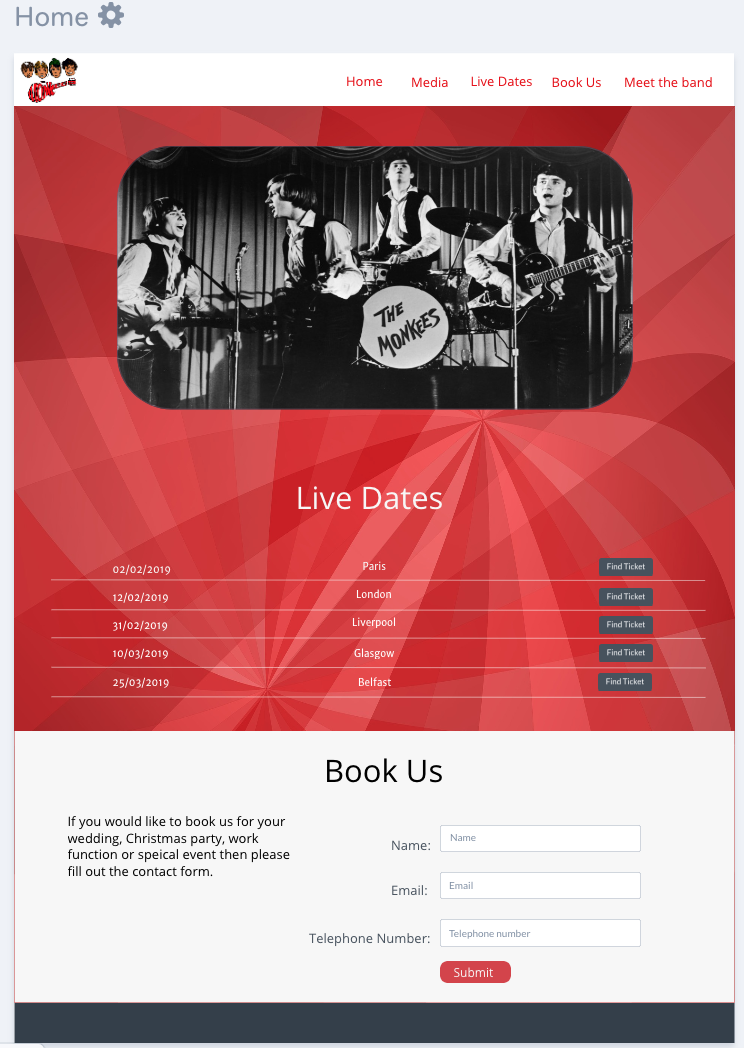 Home
Home Media Live Dates Book Us Meet the band
THE
MONKEES
Live Dates
02/02/2019 Paris Find Ticket
12/02/2019 London Find Ticket
31/02/2019 Liverpool Find Ticket
10/03/2019 Glasgow Find Ticket
25/03/2019 Belfast Find Ticket
Book Us
If you would like to book us for your
wedding, Christmas party, work
function or speical event then please
fill out the contact form.
Name: Name
Email: Email
Telephone Number: Telephone number
Submit